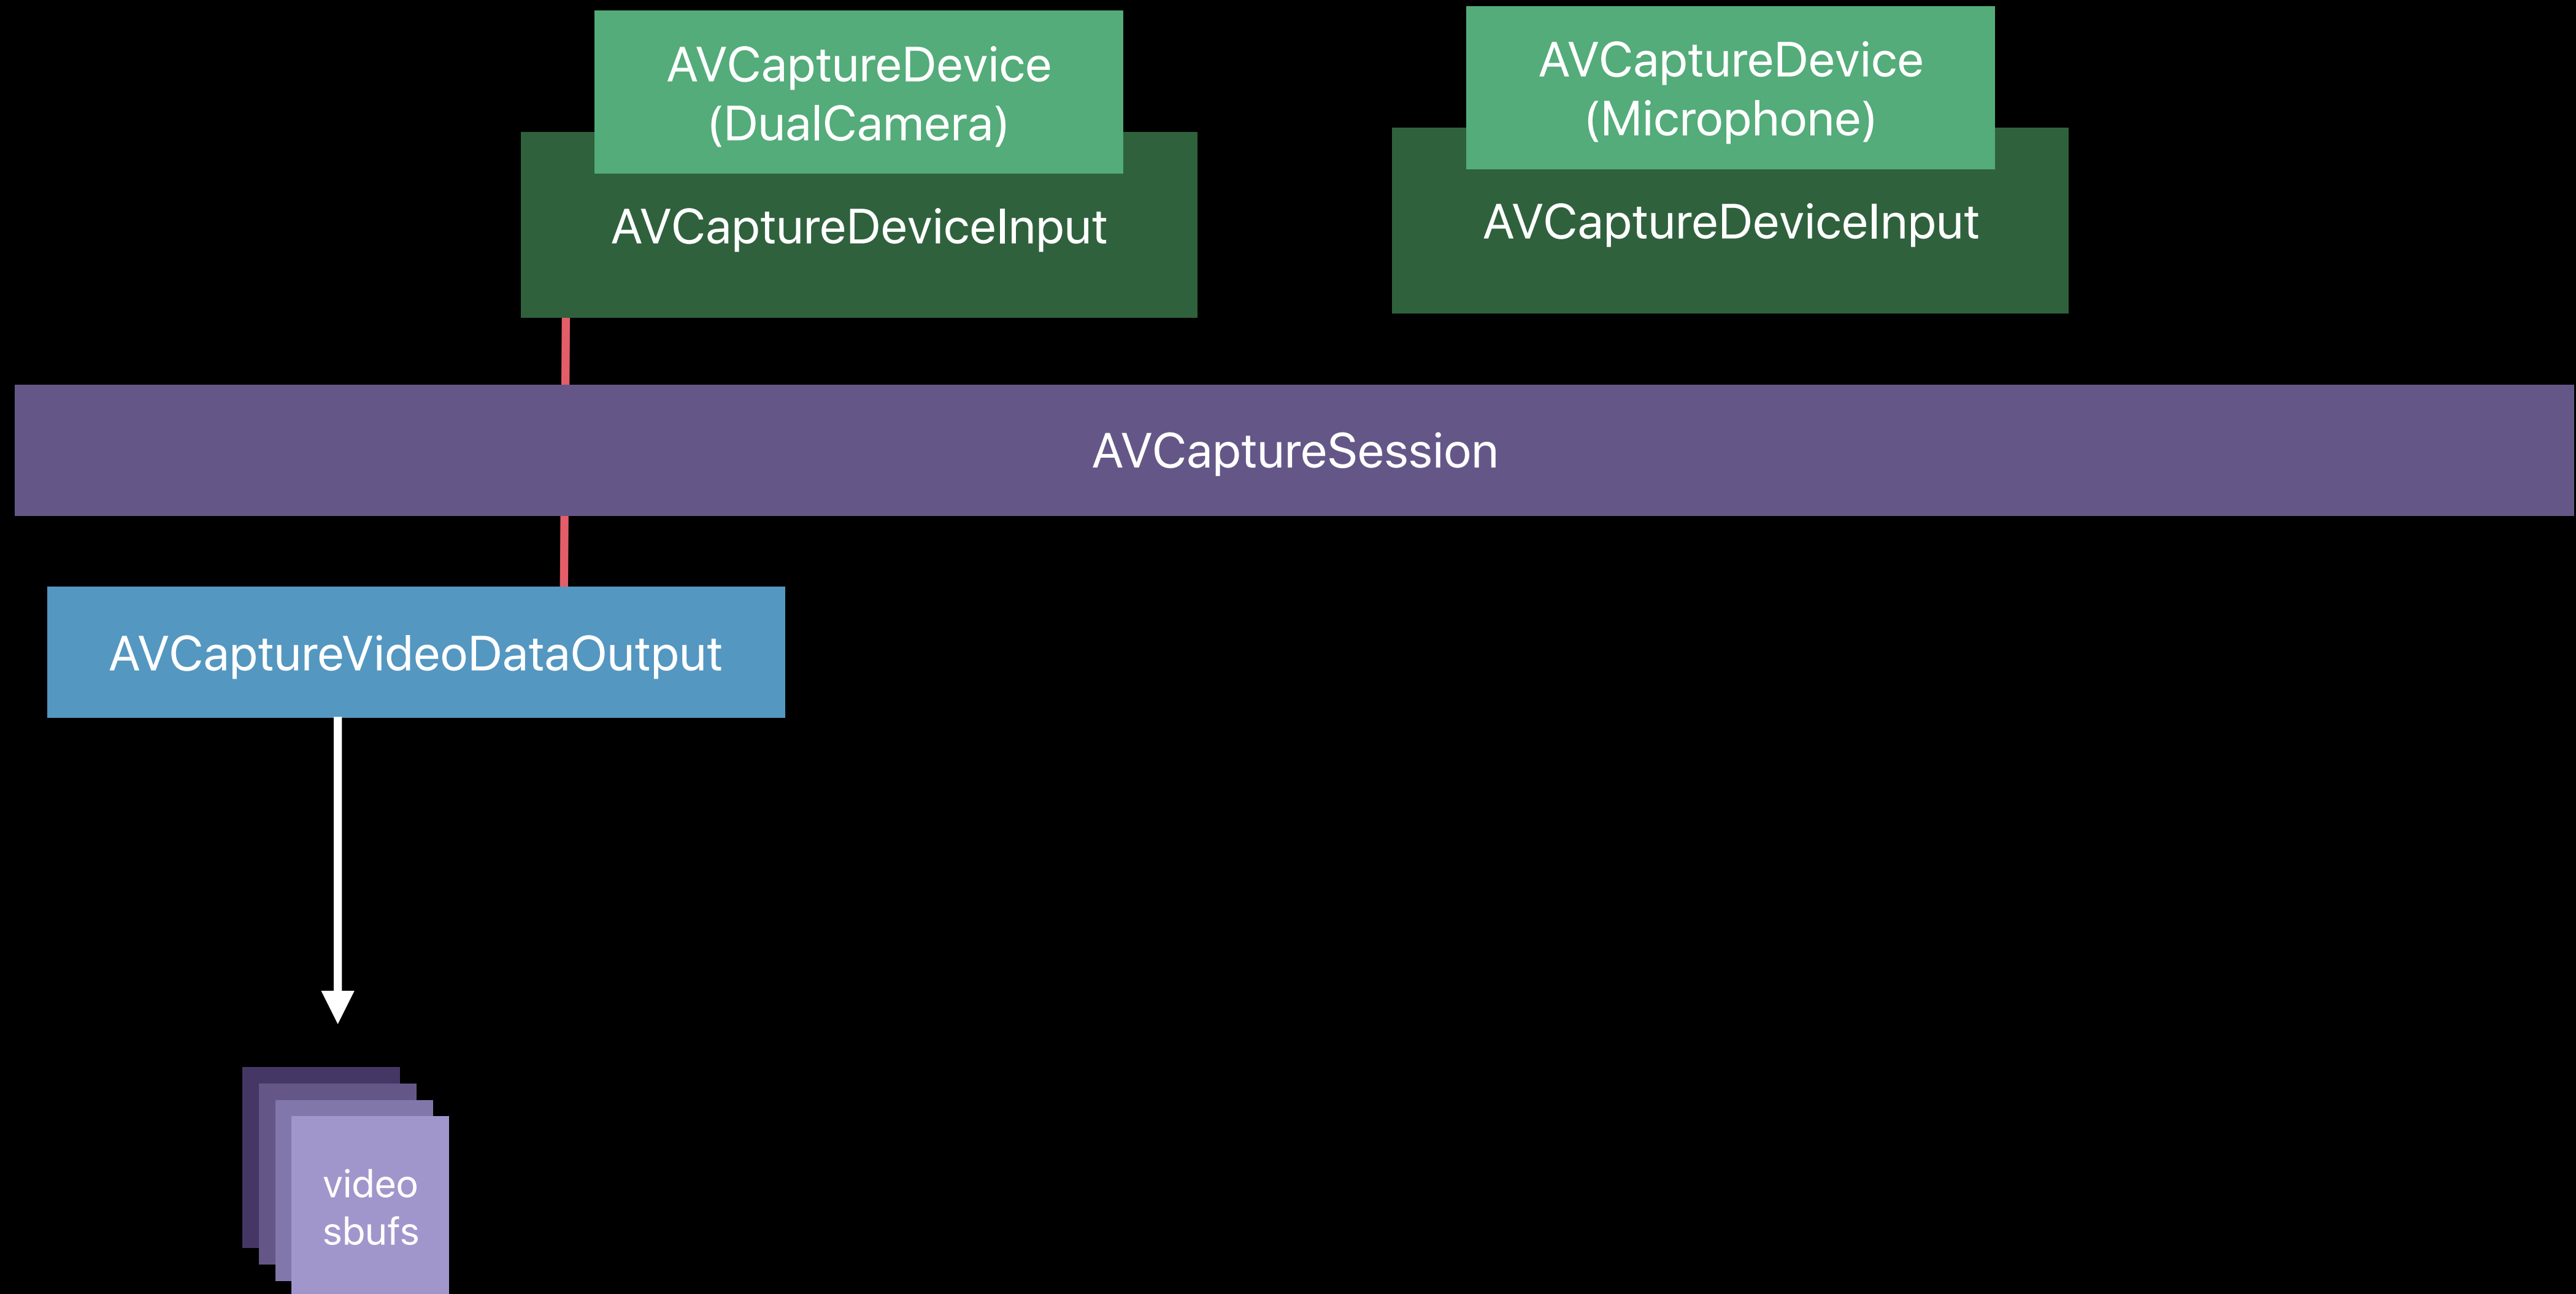 AVCaptureDevice
(DualCamera)
AVCaptureDeviceInput
AVCaptureDevice
(Microphone)
AVCaptureDeviceInput
AVCaptureSession
AVCaptureVideoDataOutput
video
sbufs